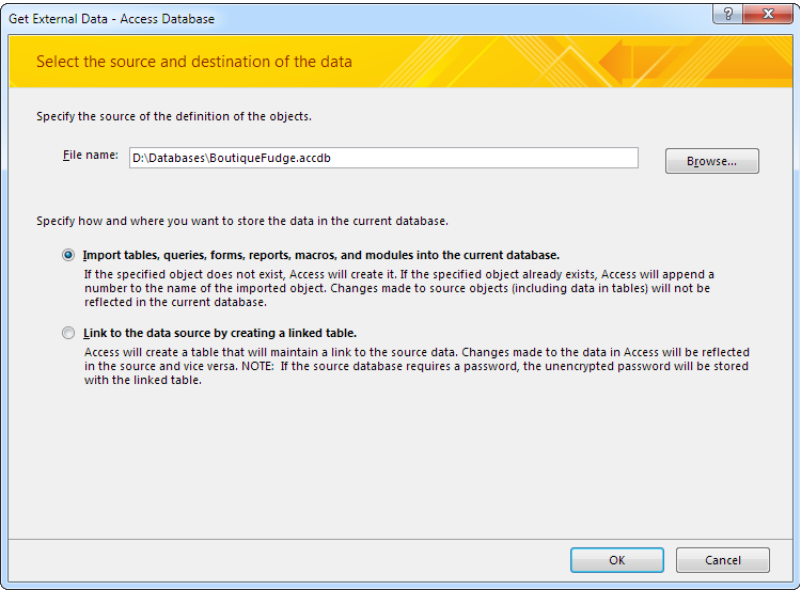 Get External Data - Access Database
Select the source and destination of the data
Specify the source of the definition of the objects.
File name: D:\Databases\BoutiqueFudge.accdb Browse...
Specify how and where you want to store the data in the current database.
Import tables, queries, forms, reports, macros, and modules into the current database.
If the specified object does not exist, Access will create it. If the specified object already exists, Access will append a
number to the name of the imported object. Changes made to source objects (including data in tables) will not be
reflected in the current database.
Link to the data source by creating a linked table.
Access will create a table that will maintain a link to the source data. Changes made to the data in Access will be reflected
in the source and vice versa. NOTE:  If the source database requires a password, the unencrypted password will be stored
with the linked table.
OK Cancel